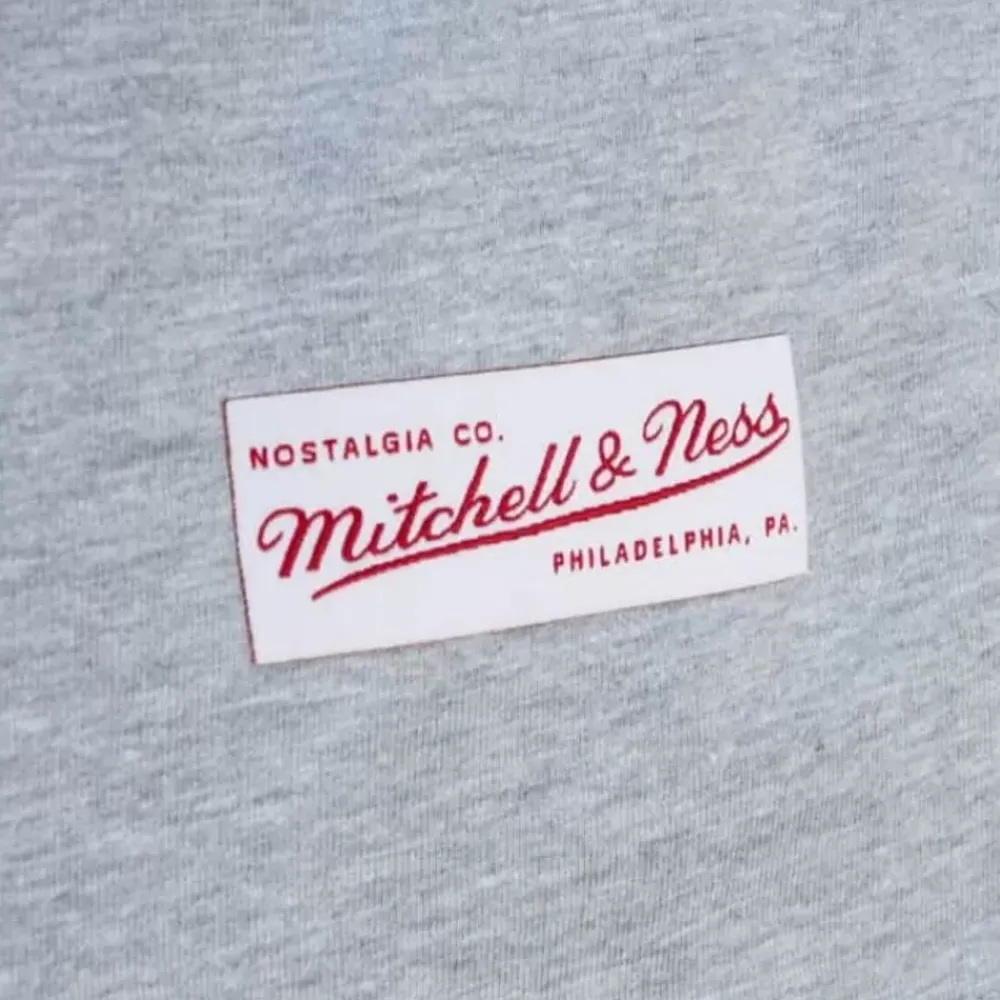 NOSTALGIA CO.
Mitchell & Ness
PHILADELPHIA, PA.